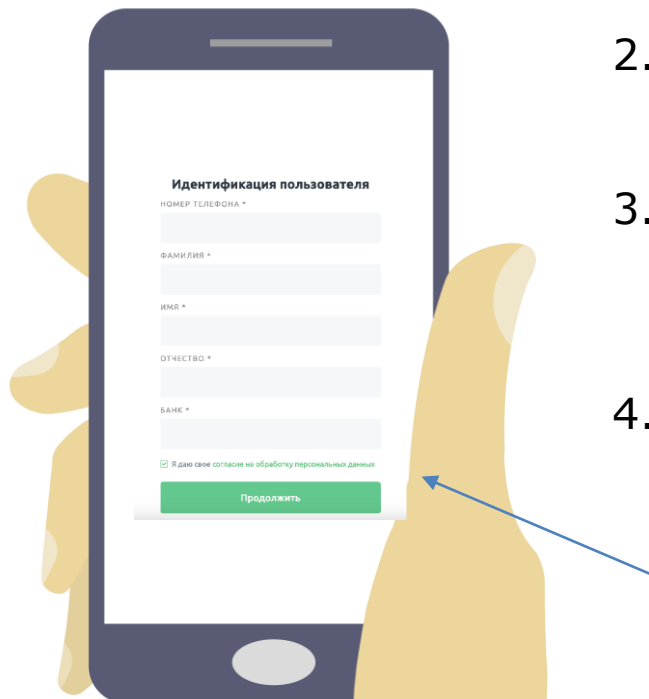 Идентификация пользователя
НОМЕР ТЕЛЕФОНА *
ФАМИЛИЯ *
ИМЯ *
ОТЧЕСТВО *
БАНК *
Я даю свое согласие на обработку персональных данных
Продолжить
2.
3.
4.